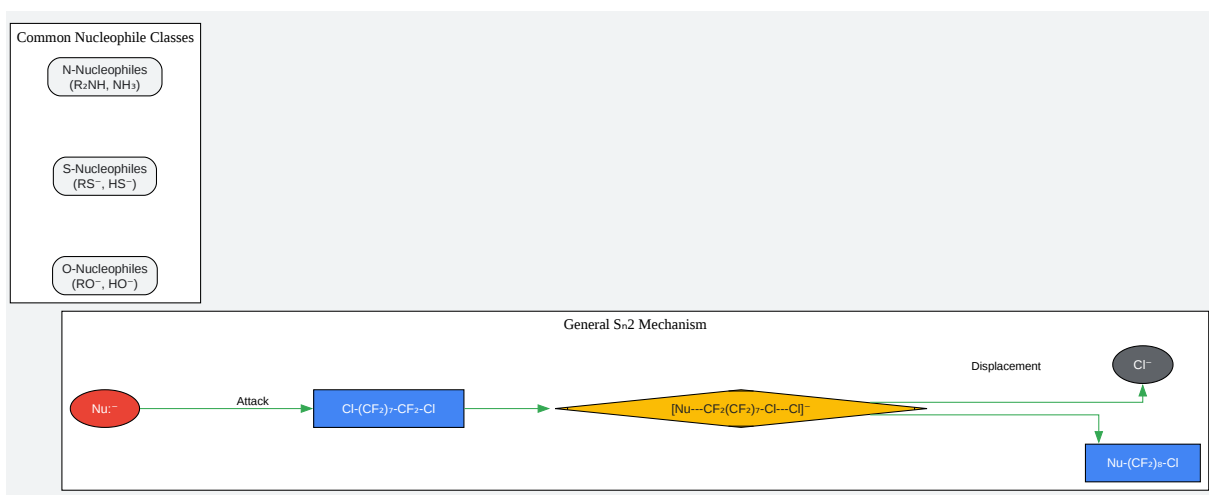 Common Nucleophile Classes
N-Nucleophiles
(R₂NH, NH₃)
S-Nucleophiles
(RS⁻, HS⁻)
O-Nucleophiles
(RO⁻, HO⁻)
General Sₙ2 Mechanism
Nu:⁻
Attack
Cl-(CF₂)₇-CF₂-Cl
[Nu---CF₂(CF₂)₇-Cl---Cl]⁻
Displacement
Cl⁻
Nu-(CF₂)₈-Cl